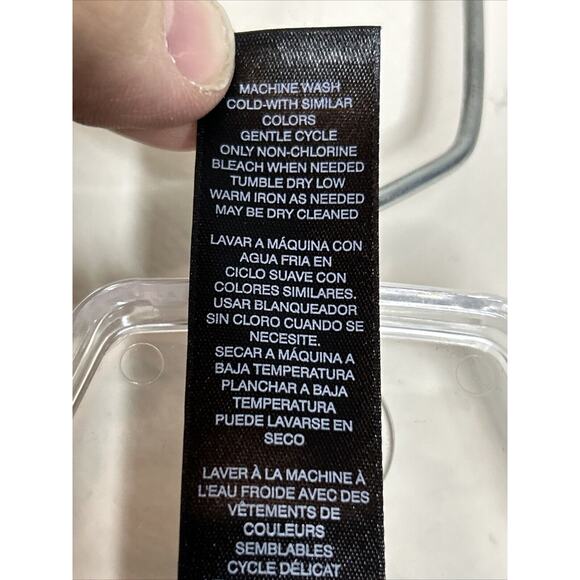 MACHINE WASH
COLD-WITH SIMILAR
COLORS
GENTLE CYCLE
ONLY NON-CHLORINE
BLEACH WHEN NEEDED
TUMBLE DRY LOW
WARM IRON AS NEEDED
MAY BE DRY CLEANED
LAVAR A MÁQUINA CON
AGUA FRIA EN
CICLO SUAVE CON
COLORES SIMILARES.
USAR BLANQUEADOR
SIN CLORO CUANDO SE
NECESITE.
SECAR A MÁQUINA A
BAJA TEMPERATURA
PLANCHAR A BAJA
TEMPERATURA
PUEDE LAVARSE EN
SECO
LAVER À LA MACHINE À
L'EAU FROIDE AVEC DES
VÊTEMENTS DE
COULEURS
SEMBLABLES
CYCLE DÉLICAT